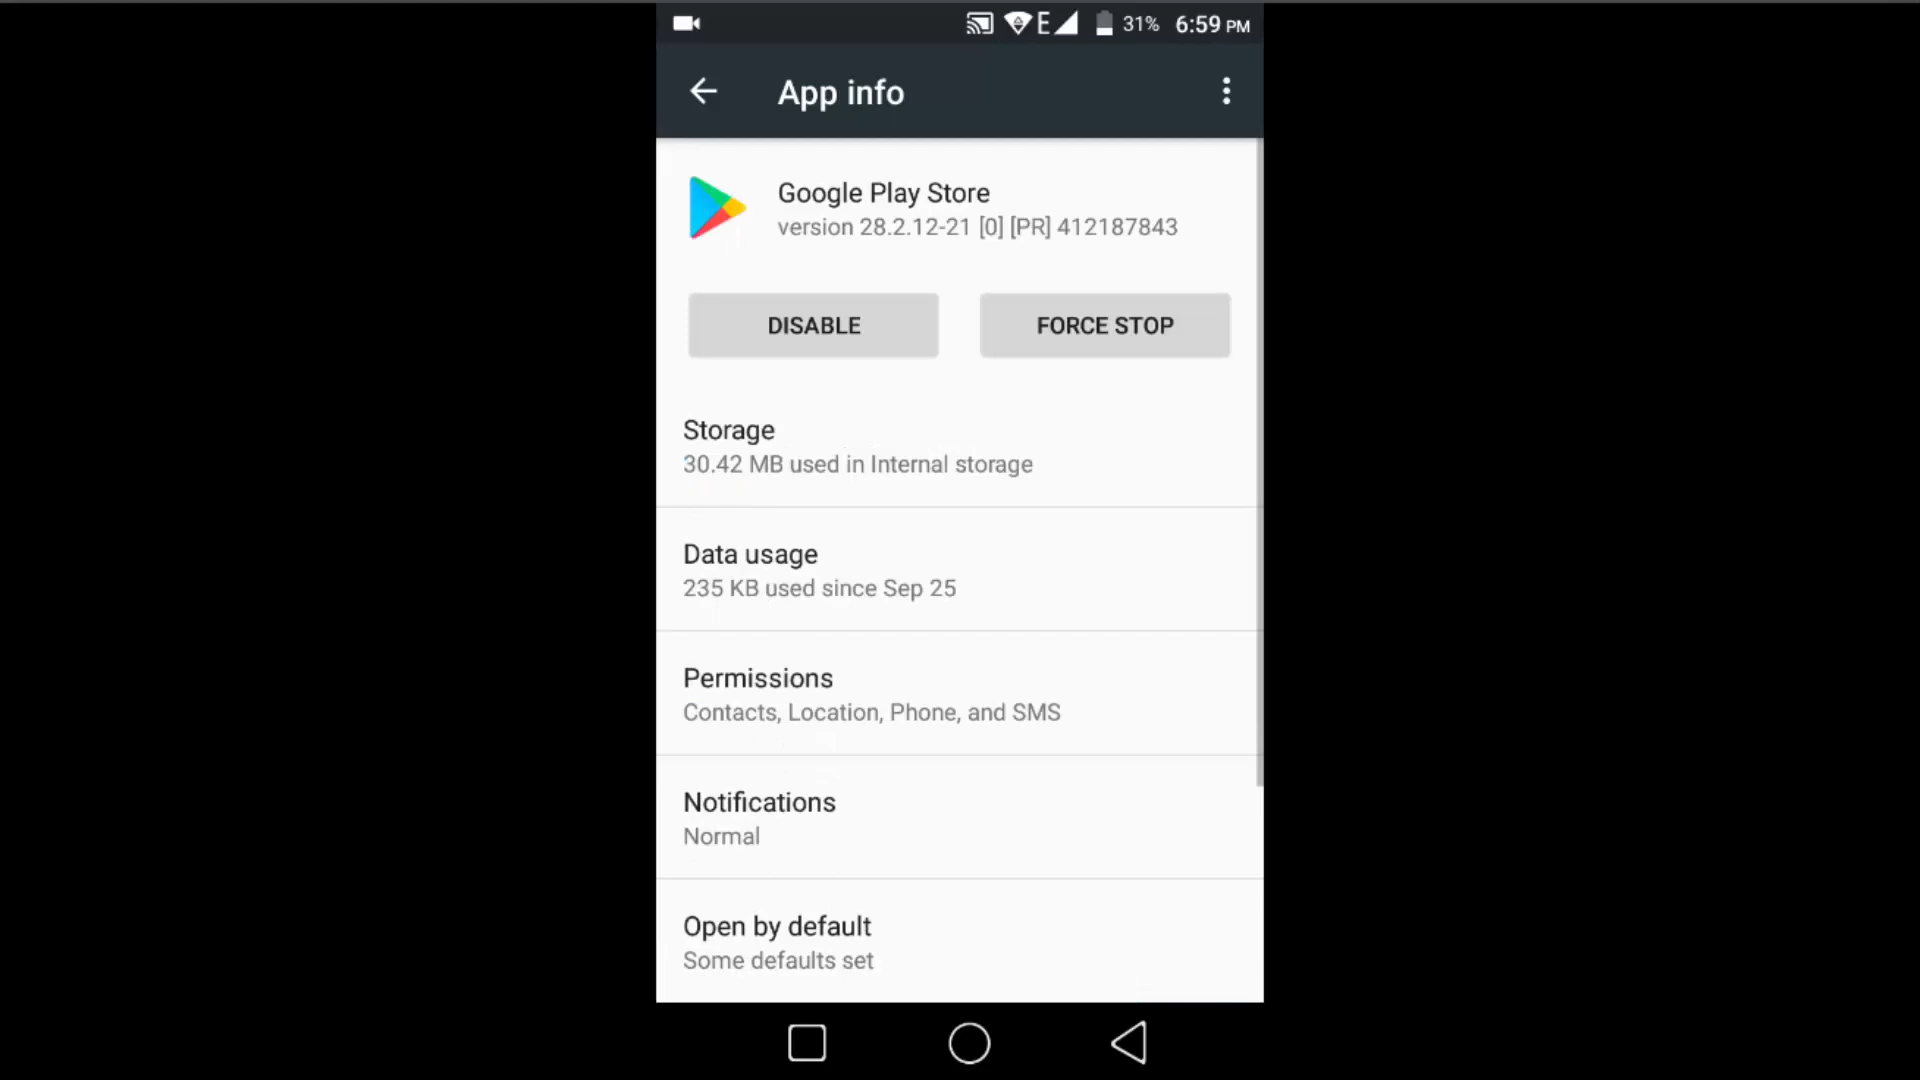 E 31% 6:59 PM
App info
Google Play Store
version 28.2.12-21 [0] [PR] 412187843
DISABLE FORCE STOP
Storage
30.42 MB used in Internal storage
Data usage
235 KB used since Sep 25
Permissions
Contacts, Location, Phone, and SMS
Notifications
Normal
Open by default
Some defaults set